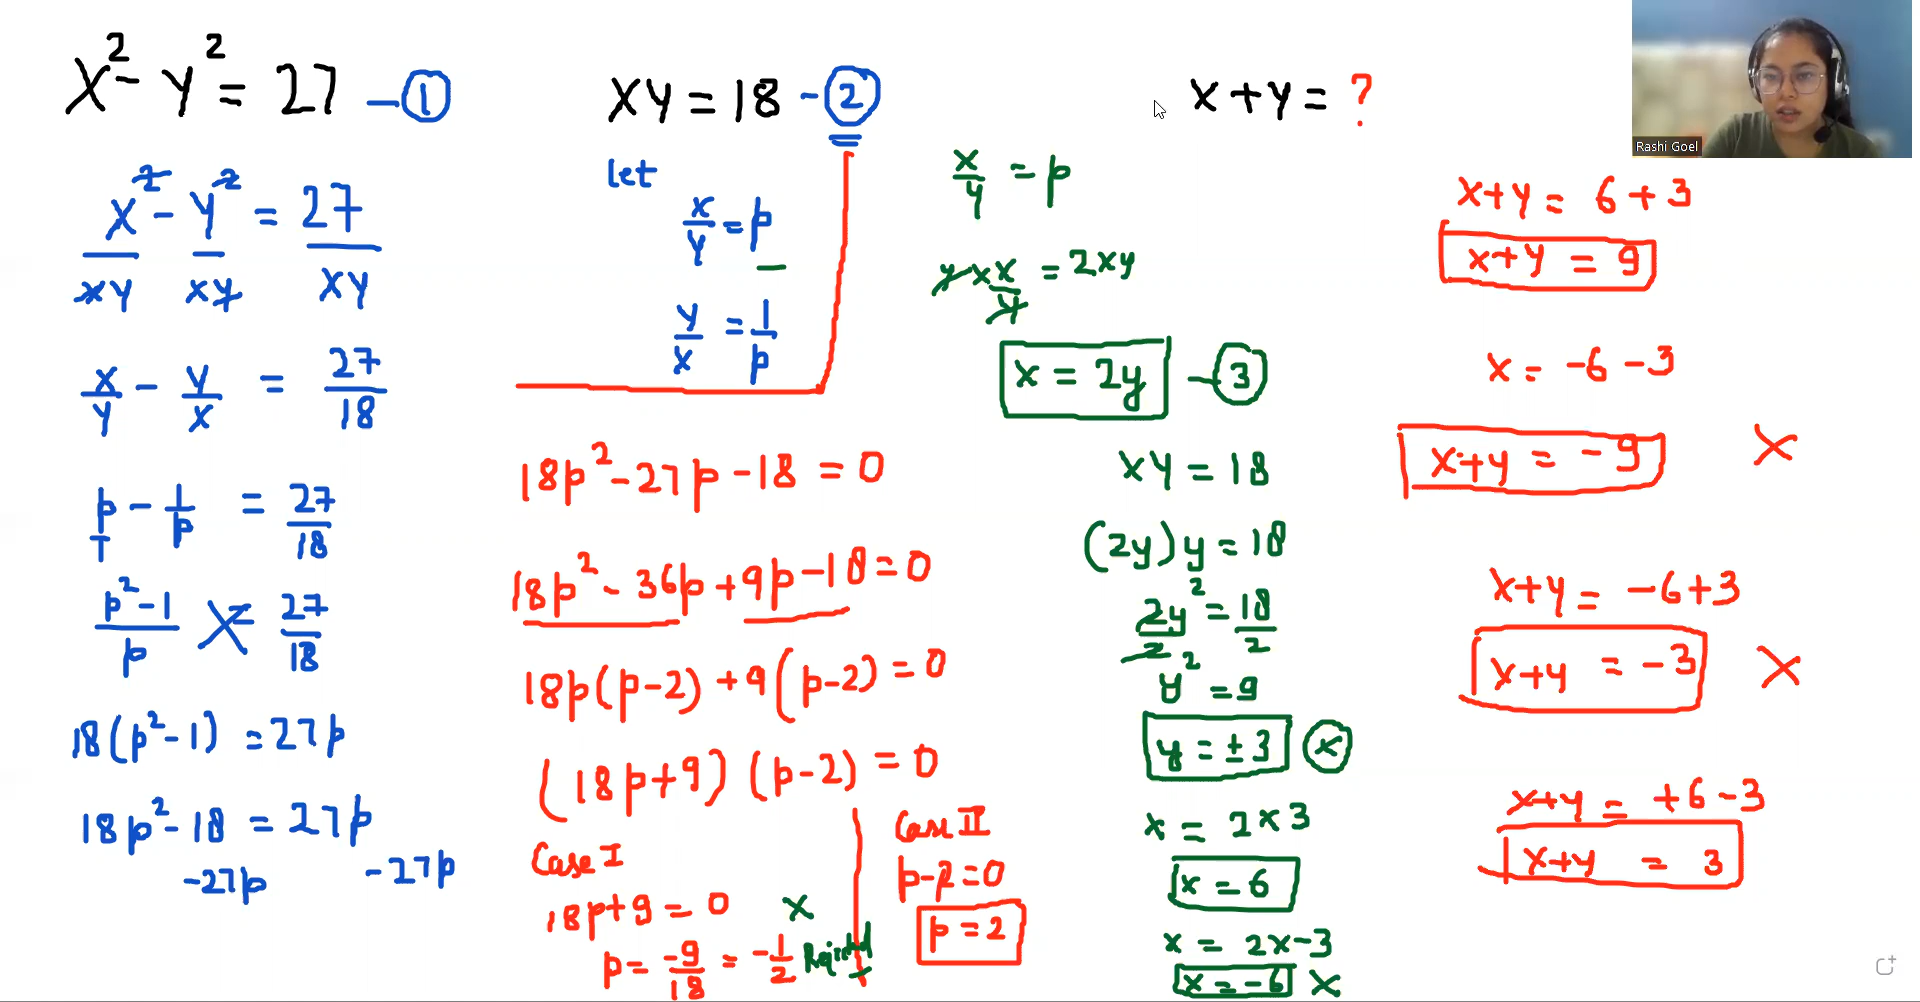 x² - y² = 27 - ①
x²/xy - y²/xy = 27/xy
x/y - y/x = 27/18
p/1 - 1/p = 27/18
p²-1/p = 27/18
18(p²-1) = 27p
18p² - 18 = 27p
-27p -27p
xy = 18 - ②
let
x/y = p
y/x = 1/p
18p² - 27p - 18 = 0
18p² - 36p + 9p - 18 = 0
18p(p-2) + 9(p-2) = 0
(18p+9) (p-2) = 0
Case I
18p+9 = 0 x
p = -9/18 = -1/2 Rejected
Case II
p-2 = 0
p = 2
x+y = ?
x/y = p
y × x/y = 2×y
x = 2y - ③
xy = 18
(2y)y = 18
2y²/2 = 18/2
y² = 9
y = ±3 x
x = 2×3
x = 6
x = 2×-3
x = -6 x
Rashi Goel
x+y = 6+3
x+y = 9
x = -6-3
x+y = -9 x
x+y = -6+3
x+y = -3 x
x+y = +6-3
x+y = 3